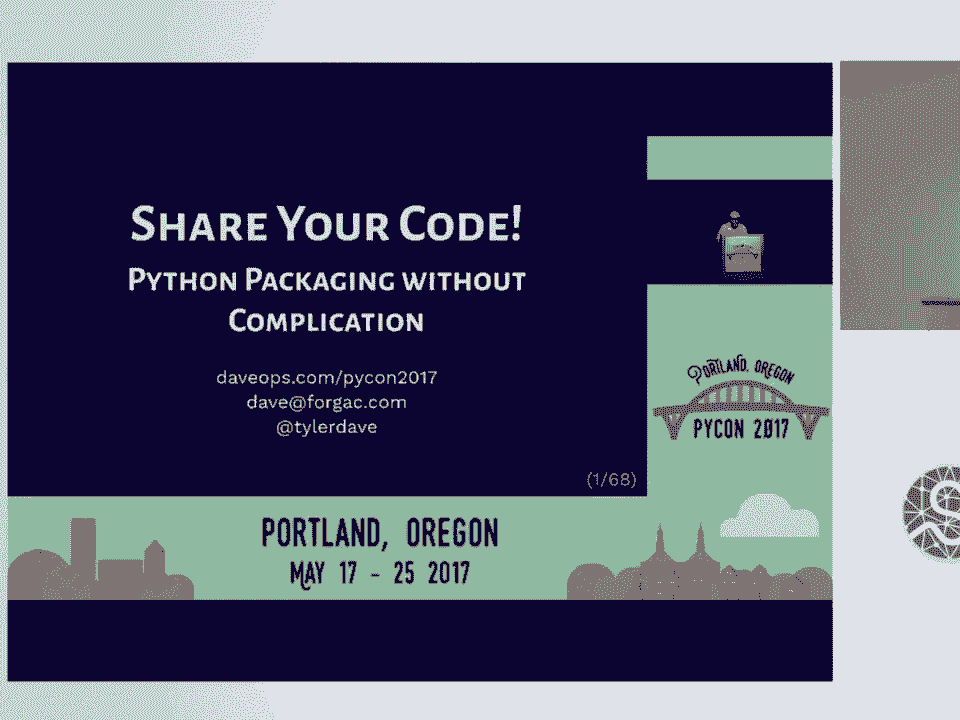 Share Your Code!
Python Packaging without
Complication
daveops.com/pycon2017
dave@forgac.com
@tylerdave
(1/68)
Portland, Oregon
PYCON 2017
PORTLAND, OREGON
MAY 17 - 25 2017